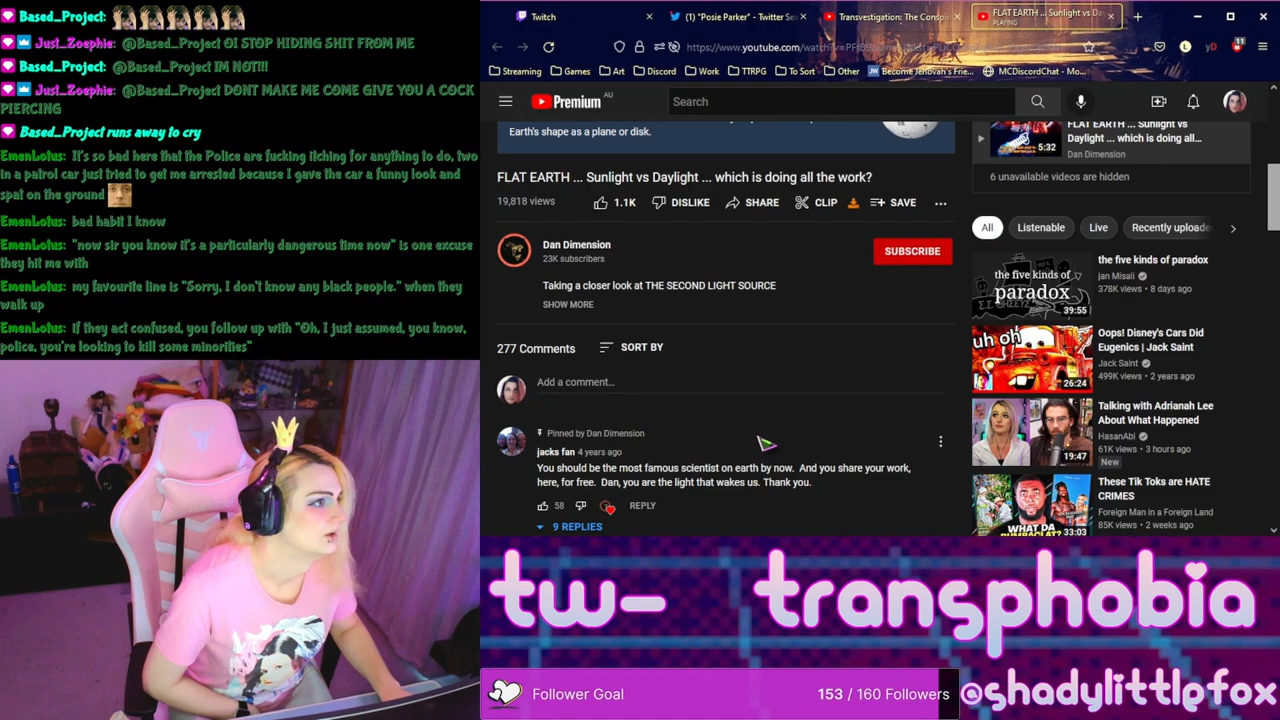 Based_Project:
Just_Zoephie: @Based_Project OI STOP HIDING SHIT FROM ME
Based_Project: @Based_Project IM NOT!!!
Just_Zoephie: @Based_Project DONT MAKE ME COME GIVE YOU A COCK
PIERCING
Based_Project runs away to cry
EmenLotus: It's so bad here that the Police are fucking itching for anything to do, two
in a patrol car just tried to get me arrested because I gave the car a funny look and
spat on the ground
EmenLotus: bad habit I know
EmenLotus: "now sir you know it's a particularly dangerous time now" is one excuse
they hit me with
EmenLotus: my favourite line is "Sorry, I don't know any black people." when they
walk up
EmenLotus: if they act confused, you follow up with "Oh, I just assumed, you know,
police, you're looking to kill some minorities"
Twitch
(1) "Posie Parker" - Twitter Se
Transvestigation: The Conspi
FLAT EARTH ... Sunlight vs Da
PLAYING
https://www.youtube.com/watch?v=
11
Streaming
Games
Art
Discord
Work
TTRPG
To Sort
Other
Become Jehovah's Frie...
MCDiscordChat - Mo...
Premium AU
Search
Earth's shape as a plane or disk.
FLAT EARTH ... Sunlight vs Daylight ... which is doing all the work?
19,818 views
1.1K
DISLIKE
SHARE
CLIP
SAVE
Dan Dimension
23K subscribers
SUBSCRIBE
Taking a closer look at THE SECOND LIGHT SOURCE
SHOW MORE
277 Comments
SORT BY
Add a comment...
Pinned by Dan Dimension
jacks fan 4 years ago
You should be the most famous scientist on earth by now. And you share your work,
here, for free. Dan, you are the light that wakes us. Thank you.
58
REPLY
9 REPLIES
FLAT EARTH ... Sunlight vs
Daylight ... which is doing all...
Dan Dimension
5:32
6 unavailable videos are hidden
All
Listenable
Live
Recently uploade
the five kinds of
paradox
39:55
the five kinds of paradox
jan Misali
378K views • 8 days ago
uh oh
26:24
Oops! Disney's Cars Did
Eugenics | Jack Saint
Jack Saint
499K views • 2 years ago
19:47
Talking with Adrianah Lee
About What Happened
HasanAbi
61K views • 3 hours ago
New
WHAT DA
33:03
These Tik Toks are HATE
CRIMES
Foreign Man in a Foreign Land
85K views • 2 weeks ago
tw- transphobia
Follower Goal
153 / 160 Followers
@shadylittlefox